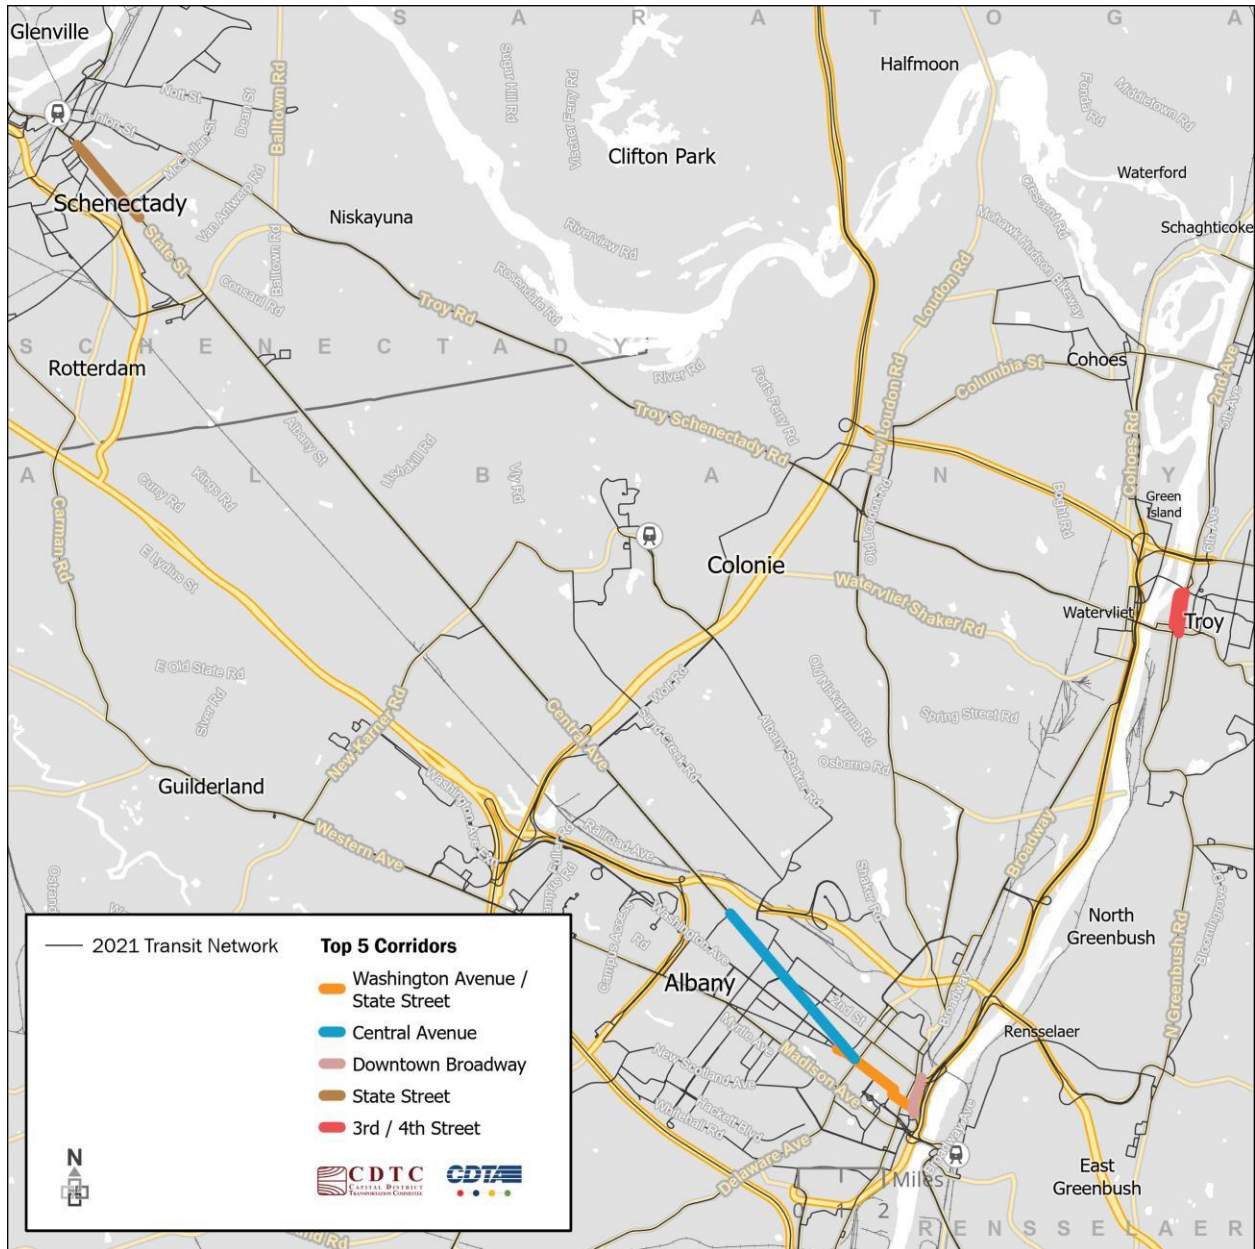 S A R A T O G A
Glenville
Halfmoon
Nott St
Dean St
Balltown Rd
Sugar Hill Rd
Vischer Ferry Rd
Fonda Rd
Middletown Rd
Union St
McClellan St
Clifton Park
Waterford
Schenectady
Van Antwerp Rd
Niskayuna
Crescent Rd
Mohawk Hudson Bikeway
Schaghticoke
State St
Balltown Rd
Riverview Rd
Consaul Rd
Rosendale Rd
Troy Rd
Loudon Rd
S C H E N E C T A D Y
Rotterdam
River Rd
Forts Ferry Rd
New Loudon Rd
Columbia St
Cohoes
2nd Ave
5th Ave
Troy Schenectady Rd
Albany St
Lishakill Rd
Vly Rd
A L B A N Y
Curry Rd
Kings Rd
Cohoes Rd
Boght Rd
Green
Island
Old Loudon Rd
Carman Rd
E Lydius St
6th Ave
Colonie
Watervliet Shaker Rd
Watervliet
Troy
E Old State Rd
Silver Rd
New Karner Rd
Central Ave
Wolf Rd
Sand Creek Rd
Albany Shaker Rd
Old Niskayuna Rd
Spring Street Rd
Osborne Rd
Guilderland
Washington Ave Ext
Western Ave
Railroad Ave
Fuller Rd
Broadway
Shaker Rd
Washington Ave
Campus Access
Rd
North
Greenbush
Bloomingrove Dr
N Greenbush Rd
Albany
2nd St
Broadway
Rensselaer
Myrtle Ave
Madison Ave
New Scotland Ave
Hackett Blvd
Whitehall Rd
Delaware Ave
Broadway Ave
East
Greenbush
Miles
0 1 2
R E N S S E L A E R
2021 Transit Network
Top 5 Corridors
Washington Avenue /
State Street
Central Avenue
Downtown Broadway
State Street
3rd / 4th Street
N
CDTC
CAPITAL DISTRICT
TRANSPORTATION COMMITTEE
CDTA